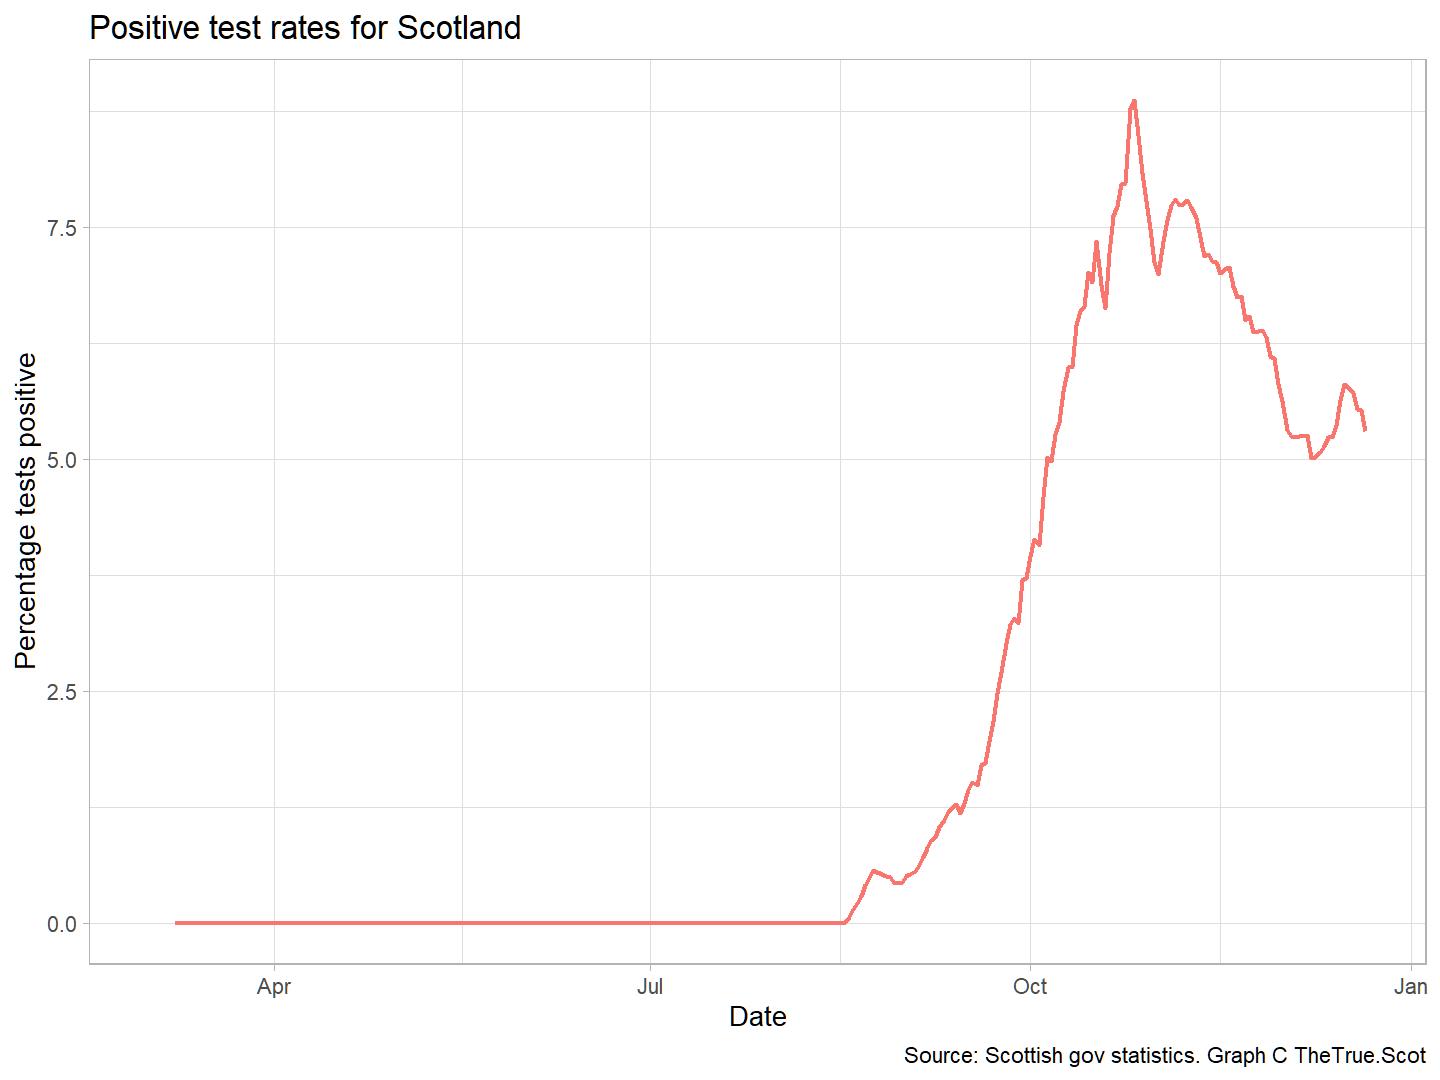 Positive test rates for Scotland
Percentage tests positive
7.5
5.0
2.5
0.0
Apr Jul Oct Jan
Date
Source: Scottish gov statistics. Graph C TheTrue.Scot